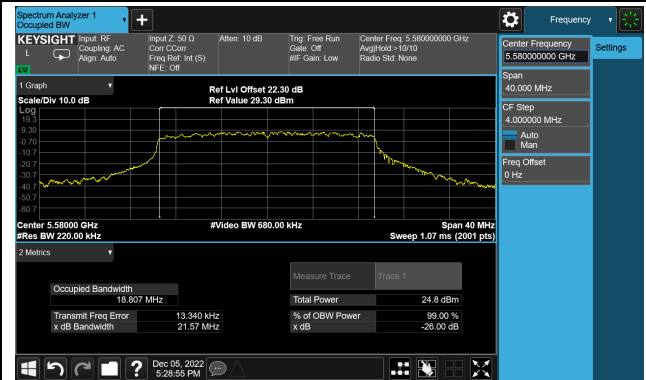 Spectrum Analyzer 1
Occupied BW
Frequency
KEYSIGHT Input: RF Input Z: 50 Ω Atten: 10 dB Trig: Free Run Center Freq: 5.580000000 GHz
L Coupling: AC Corr CCorr Gate: Off Avg|Hold:>10/10
Align: Auto Freq Ref: Int (S) #IF Gain: Low Radio Std: None
NFE: Off
LXI
Center Frequency
5.580000000 GHz
Settings
Span
40.000 MHz
CF Step
4.000000 MHz
Auto
Man
Freq Offset
0 Hz
1 Graph
Ref Lvl Offset 22.30 dB
Scale/Div 10.0 dB Ref Value 29.30 dBm
Log
19.3
9.30
-0.70
-10.7
-20.7
-30.7
-40.7
-50.7
-60.7
Center 5.58000 GHz #Video BW 680.00 kHz Span 40 MHz
#Res BW 220.00 kHz Sweep 1.07 ms (2001 pts)
2 Metrics
Measure Trace Trace 1
Occupied Bandwidth
18.807 MHz Total Power 24.8 dBm
Transmit Freq Error 13.340 kHz % of OBW Power 99.00 %
x dB Bandwidth 21.57 MHz x dB -26.00 dB
? Dec 05, 2022
5:28:55 PM